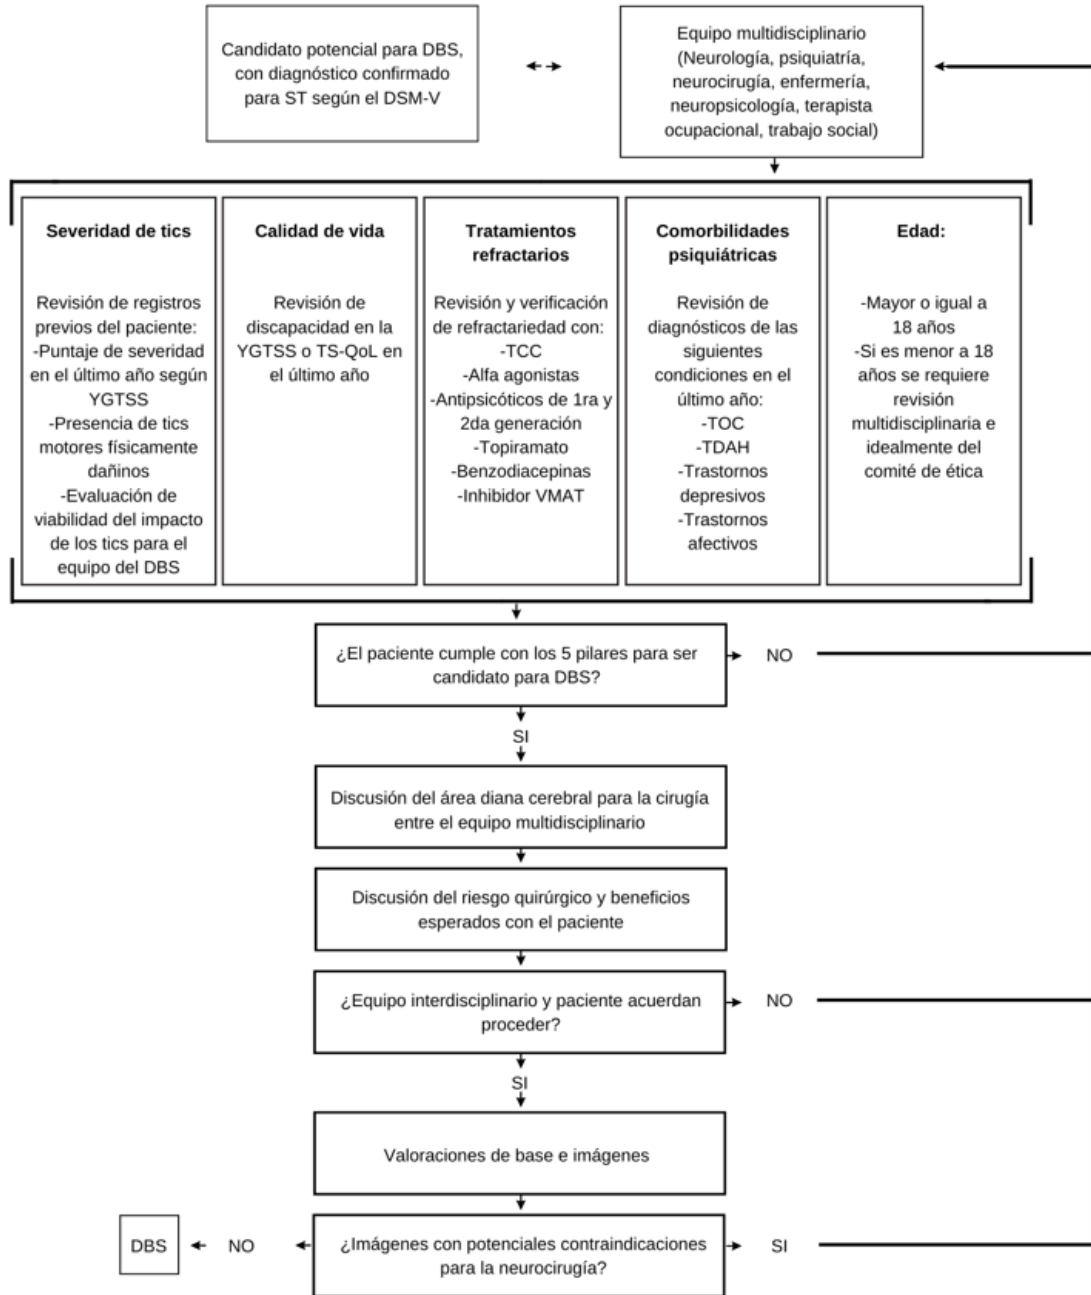 Candidato potencial para DBS,
con diagnóstico confirmado
para ST según el DSM-V
Equipo multidisciplinario
(Neurología, psiquiatría,
neurocirugía, enfermería,
neuropsicología, terapista
ocupacional, trabajo social)
Severidad de tics
Revisión de registros
previos del paciente:
-Puntaje de severidad
en el último año según
YGTSS
-Presencia de tics
motores físicamente
dañinos
-Evaluación de
viabilidad del impacto
de los tics para el
equipo del DBS
Calidad de vida
Revisión de
discapacidad en la
YGTSS o TS-QoL en
el último año
Tratamientos
refractarios
Revisión y verificación
de refractariedad con:
-TCC
-Alfa agonistas
-Antipsicóticos de 1ra y
2da generación
-Topiramato
-Benzodiacepinas
-Inhibidor VMAT
Comorbilidades
psiquiátricas
Revisión de
diagnósticos de las
siguientes
condiciones en el
último año:
-TOC
-TDAH
-Trastornos
depresivos
-Trastornos
afectivos
Edad:
-Mayor o igual a
18 años
-Si es menor a 18
años se requiere
revisión
multidisciplinaria e
idealmente del
comité de ética
¿El paciente cumple con los 5 pilares para ser
candidato para DBS?
NO
SI
Discusión del área diana cerebral para la cirugía
entre el equipo multidisciplinario
Discusión del riesgo quirúrgico y beneficios
esperados con el paciente
¿Equipo interdisciplinario y paciente acuerdan
proceder?
NO
SI
Valoraciones de base e imágenes
¿Imágenes con potenciales contraindicaciones
para la neurocirugía?
DBS
NO
SI